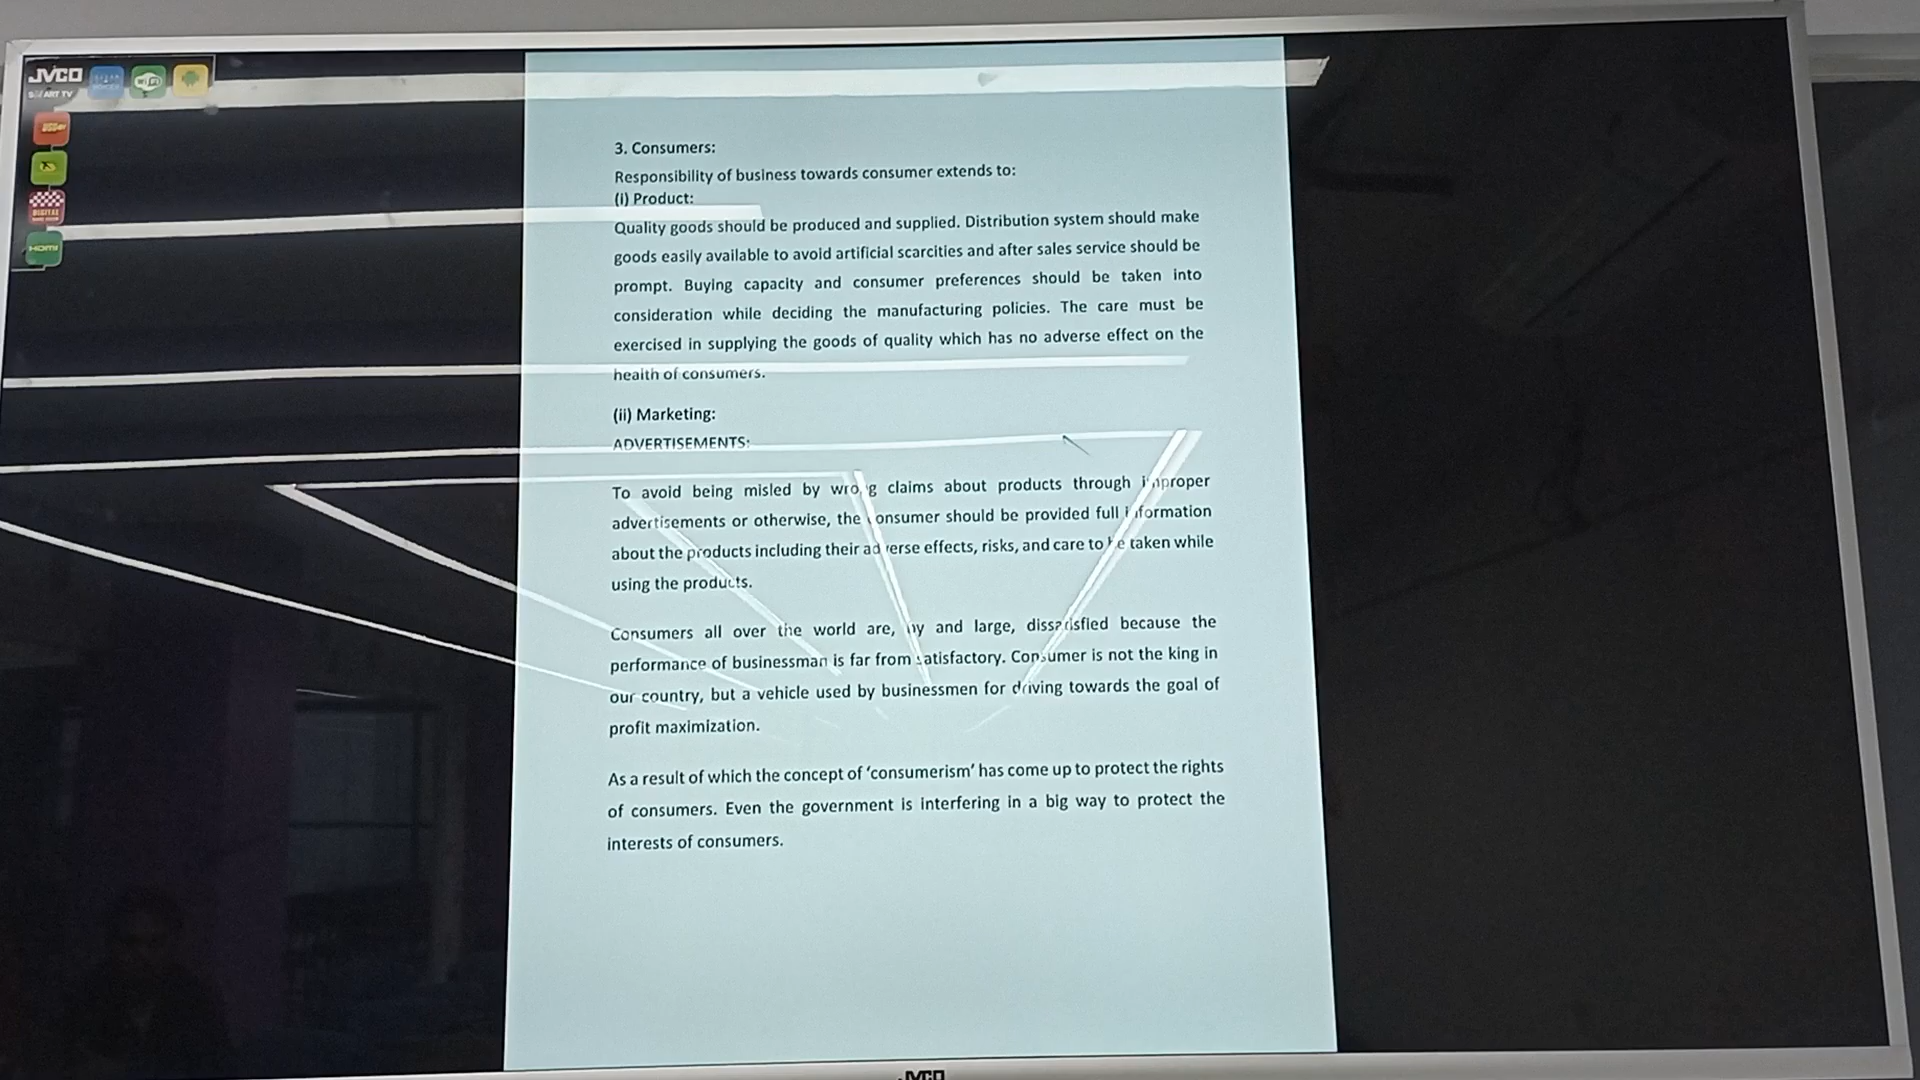 JVCO
SMART TV
WiFi
DIGITAL
HDMI
3. Consumers:
Responsibility of business towards consumer extends to:
(i) Product:
Quality goods should be produced and supplied. Distribution system should make
goods easily available to avoid artificial scarcities and after sales service should be
prompt. Buying capacity and consumer preferences should be taken into
consideration while deciding the manufacturing policies. The care must be
exercised in supplying the goods of quality which has no adverse effect on the
health of consumers.
(ii) Marketing:
ADVERTISEMENTS:
To avoid being misled by wrong claims about products through improper
advertisements or otherwise, the consumer should be provided full information
about the products including their adverse effects, risks, and care to be taken while
using the products.
Consumers all over the world are, by and large, dissatisfied because the
performance of businessman is far from satisfactory. Consumer is not the king in
our country, but a vehicle used by businessmen for driving towards the goal of
profit maximization.
As a result of which the concept of ‘consumerism’ has come up to protect the rights
of consumers. Even the government is interfering in a big way to protect the
interests of consumers.
JVCO